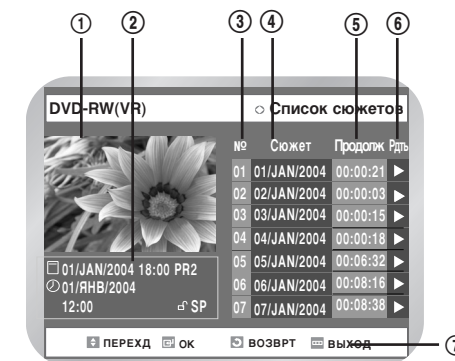 ① ② ③ ④ ⑤ ⑥
DVD-RW(VR) Список сюжетов
№ Сюжет Продолж Рдть
01 01/JAN/2004 00:00:21
02 02/JAN/2004 00:00:03
03 03/JAN/2004 00:00:15
04 04/JAN/2004 00:00:18
05 05/JAN/2004 00:06:32
06 06/JAN/2004 00:08:16
07 07/JAN/2004 00:08:38
01/JAN/2004 18:00 PR2
01/ЯНВ/2004
12:00 SP
ПЕРЕХД ОК ВОЗВРТ ВЫХОД
⑦